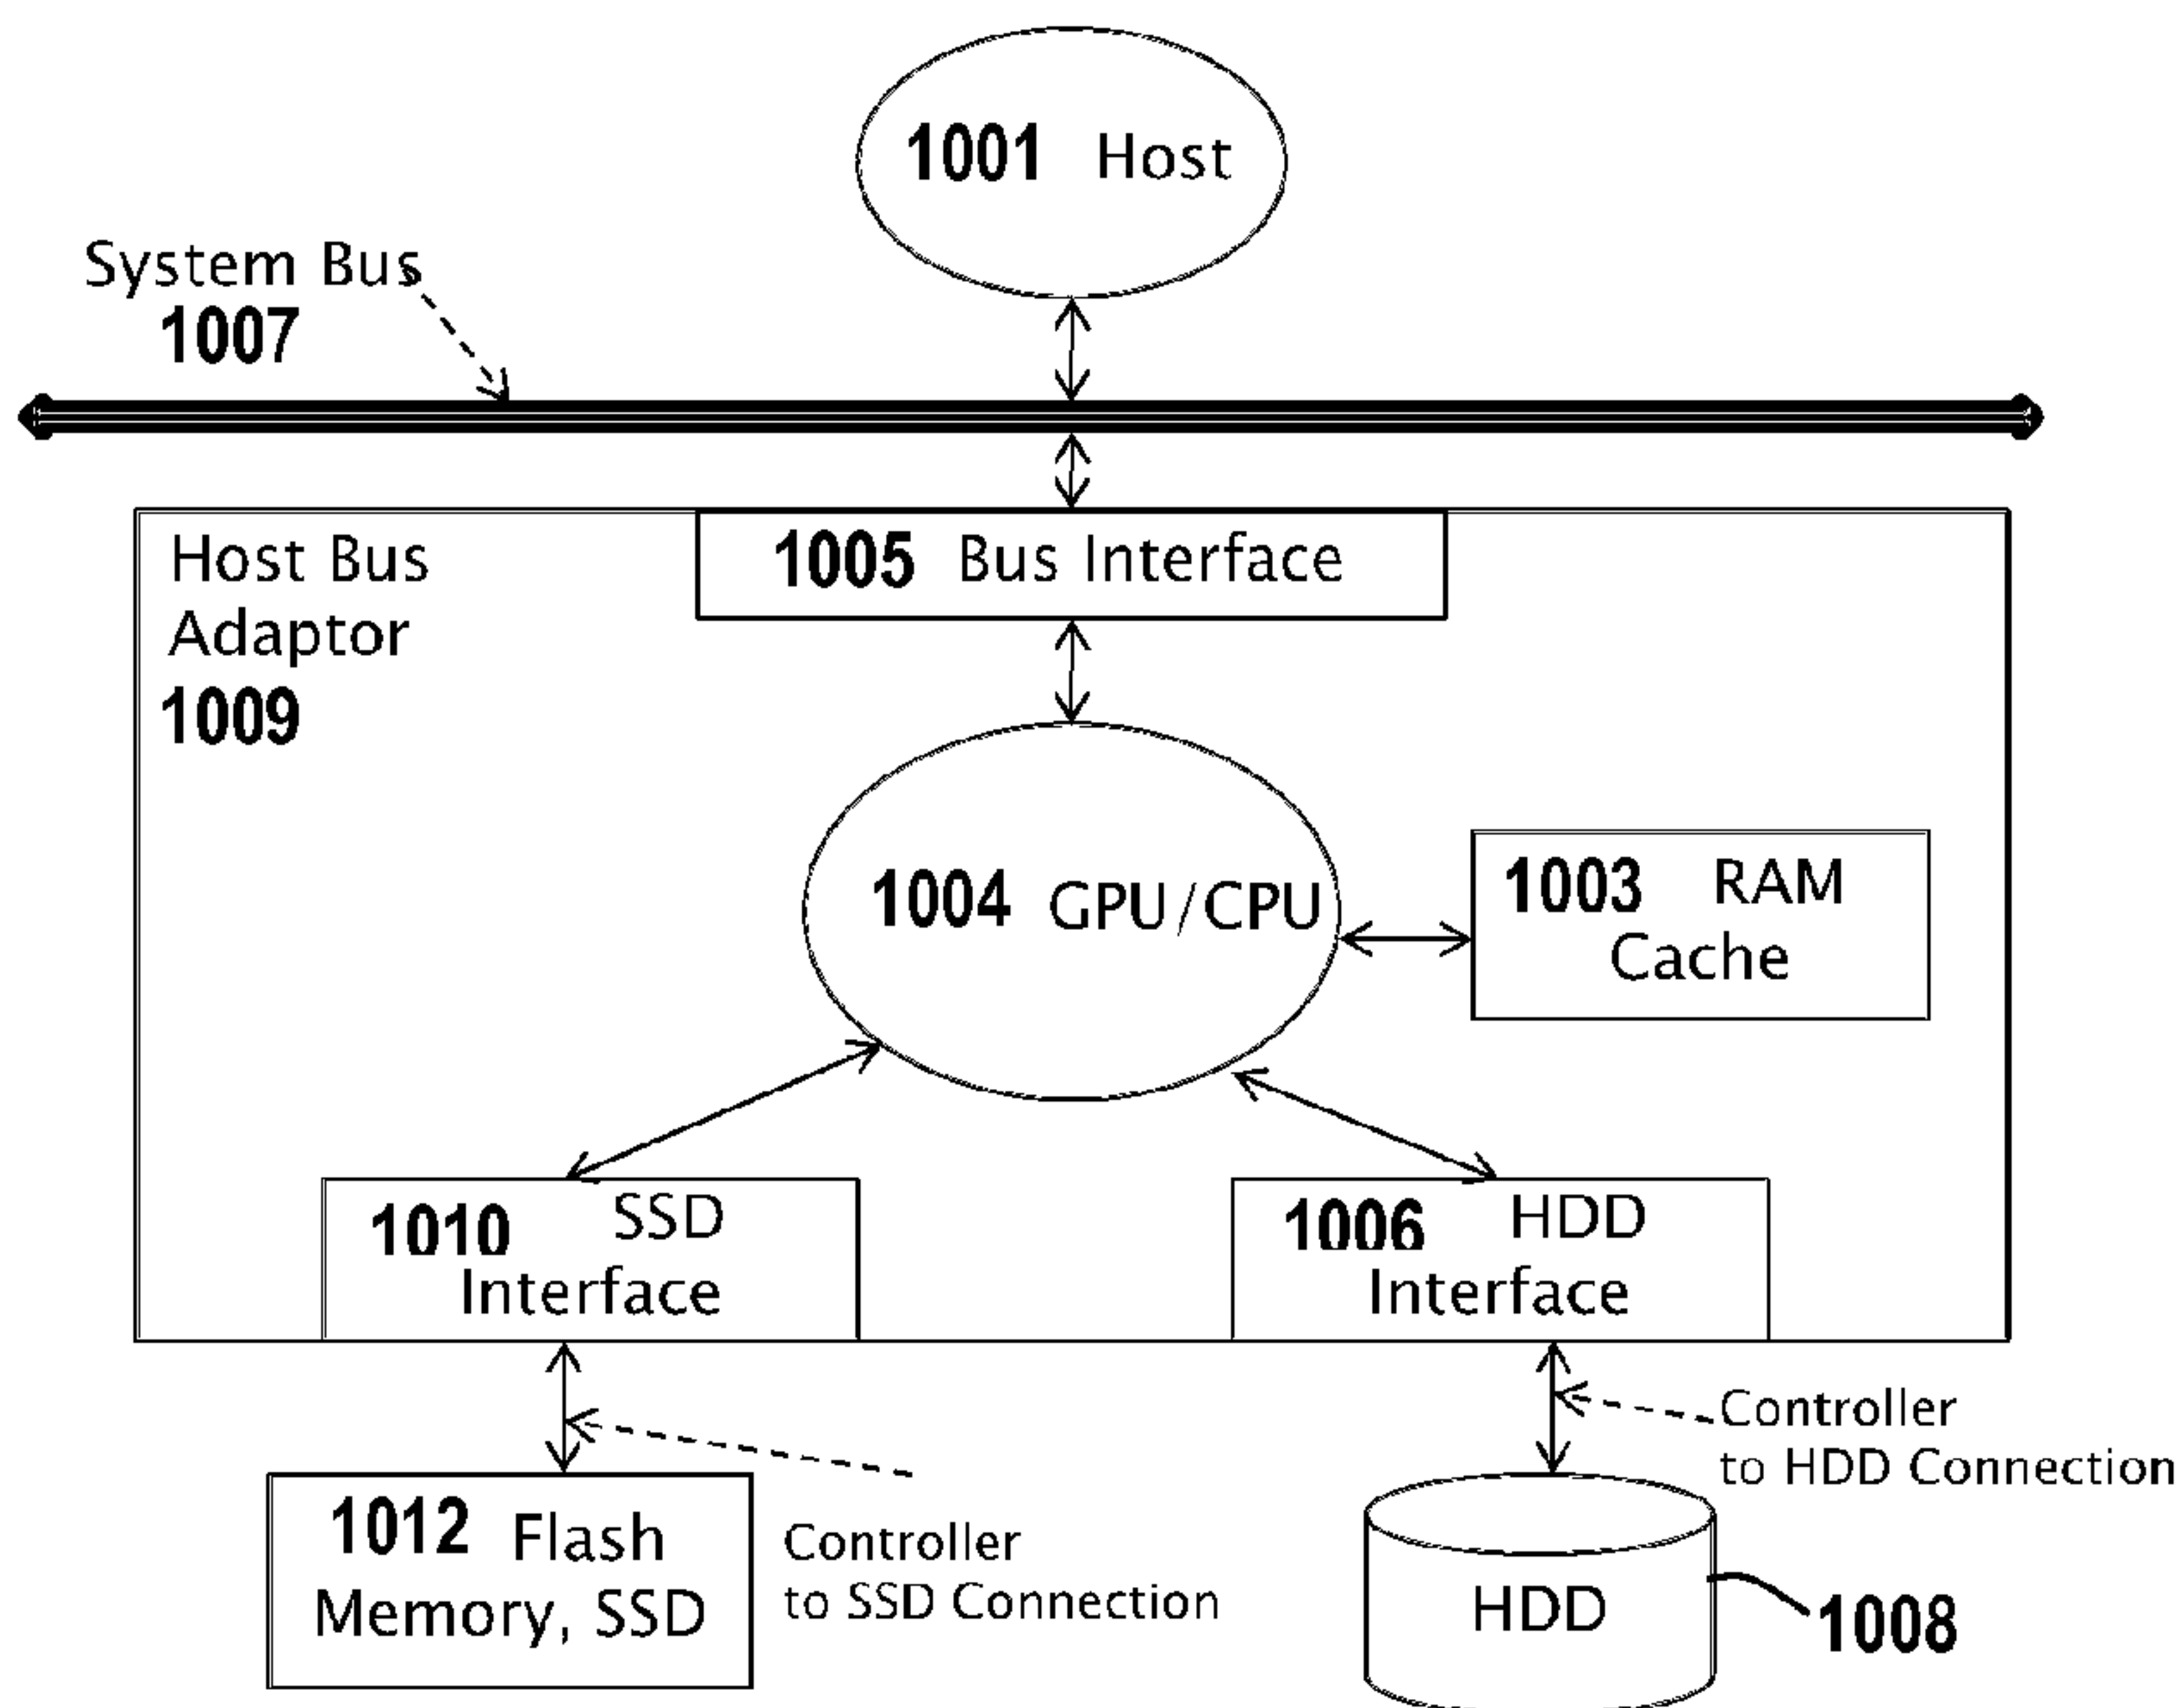 1001 Host
System Bus
1007
Host Bus
Adaptor
1009
1005 Bus Interface
1004 GPU/CPU
1003 RAM
Cache
1010 SSD
Interface
1006 HDD
Interface
Controller
to HDD Connection
1012 Flash
Memory, SSD
Controller
to SSD Connection
HDD
1008